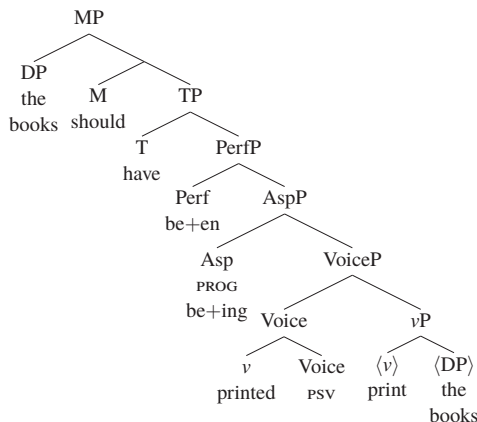 MP
DP
the
books
M
should
TP
T
have
PerfP
Perf
be+en
AspP
Asp
PROG
be+ing
VoiceP
Voice
vP
v
printed
Voice
PSV
⟨v⟩
print
⟨DP⟩
the
books